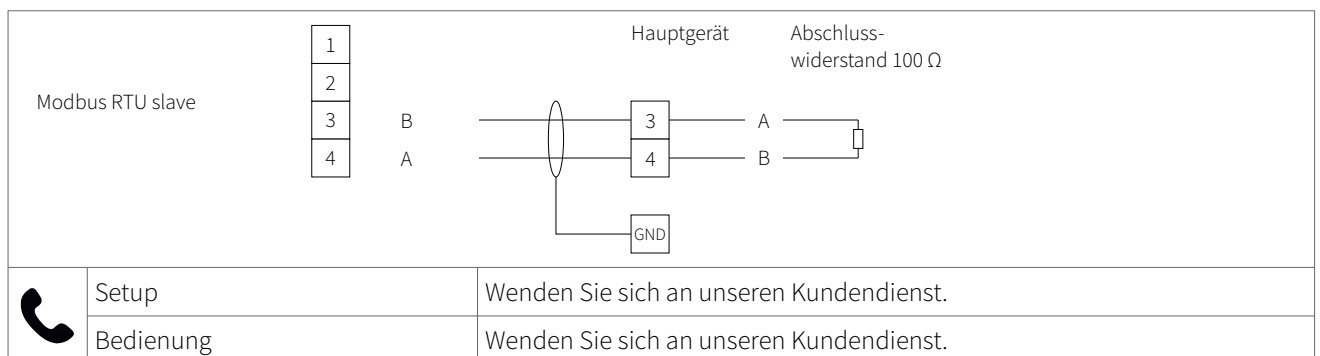 Hauptgerät
Abschluss-
widerstand 100 Ω
Modbus RTU slave
1
2
3 B 3 A
4 A 4 B
GND
Setup Wenden Sie sich an unseren Kundendienst.
Bedienung Wenden Sie sich an unseren Kundendienst.